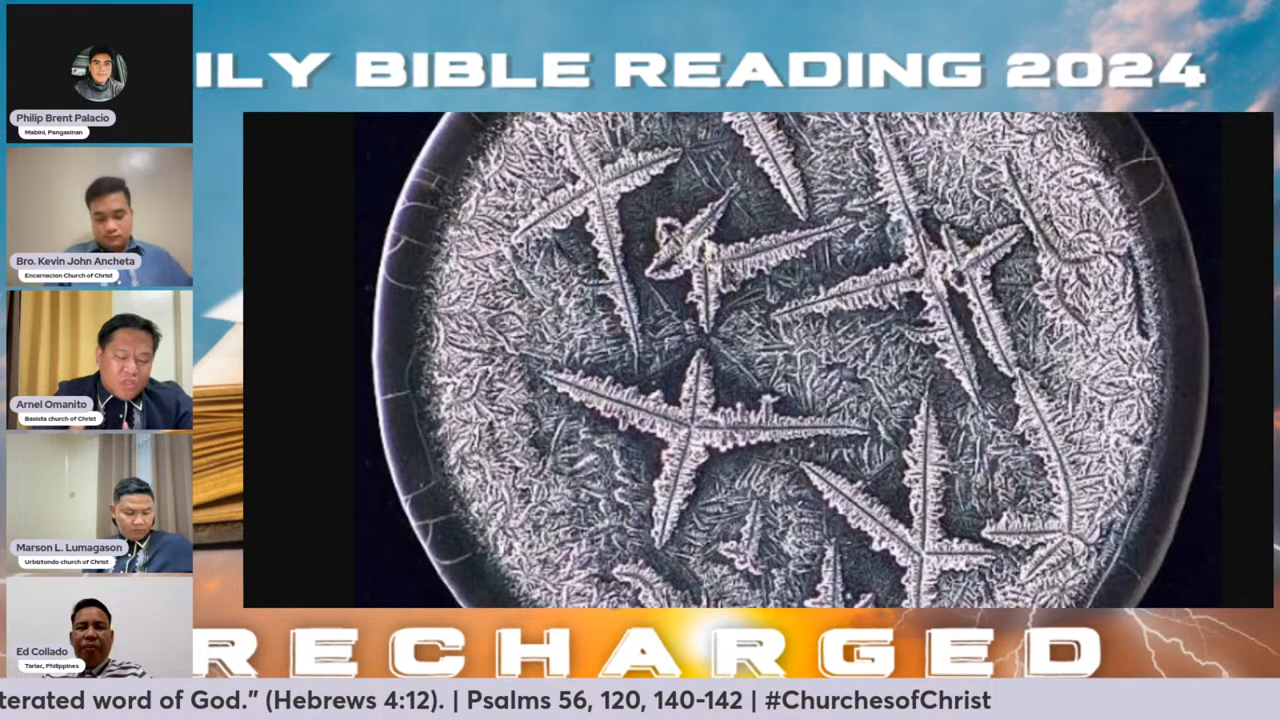 ILY BIBLE READING 2024
Philip Brent Palacio
Mabini, Pangasinan
Bro. Kevin John Ancheta
Encarnacion Church of Christ
Arnel Omanito
Basista church of Christ
Marson L. Lumagason
Urbiztondo church of Christ
Ed Collado
Tarlac, Philippines
RECHARGED
terated word of God.” (Hebrews 4:12). | Psalms 56, 120, 140-142 | #ChurchesofChrist